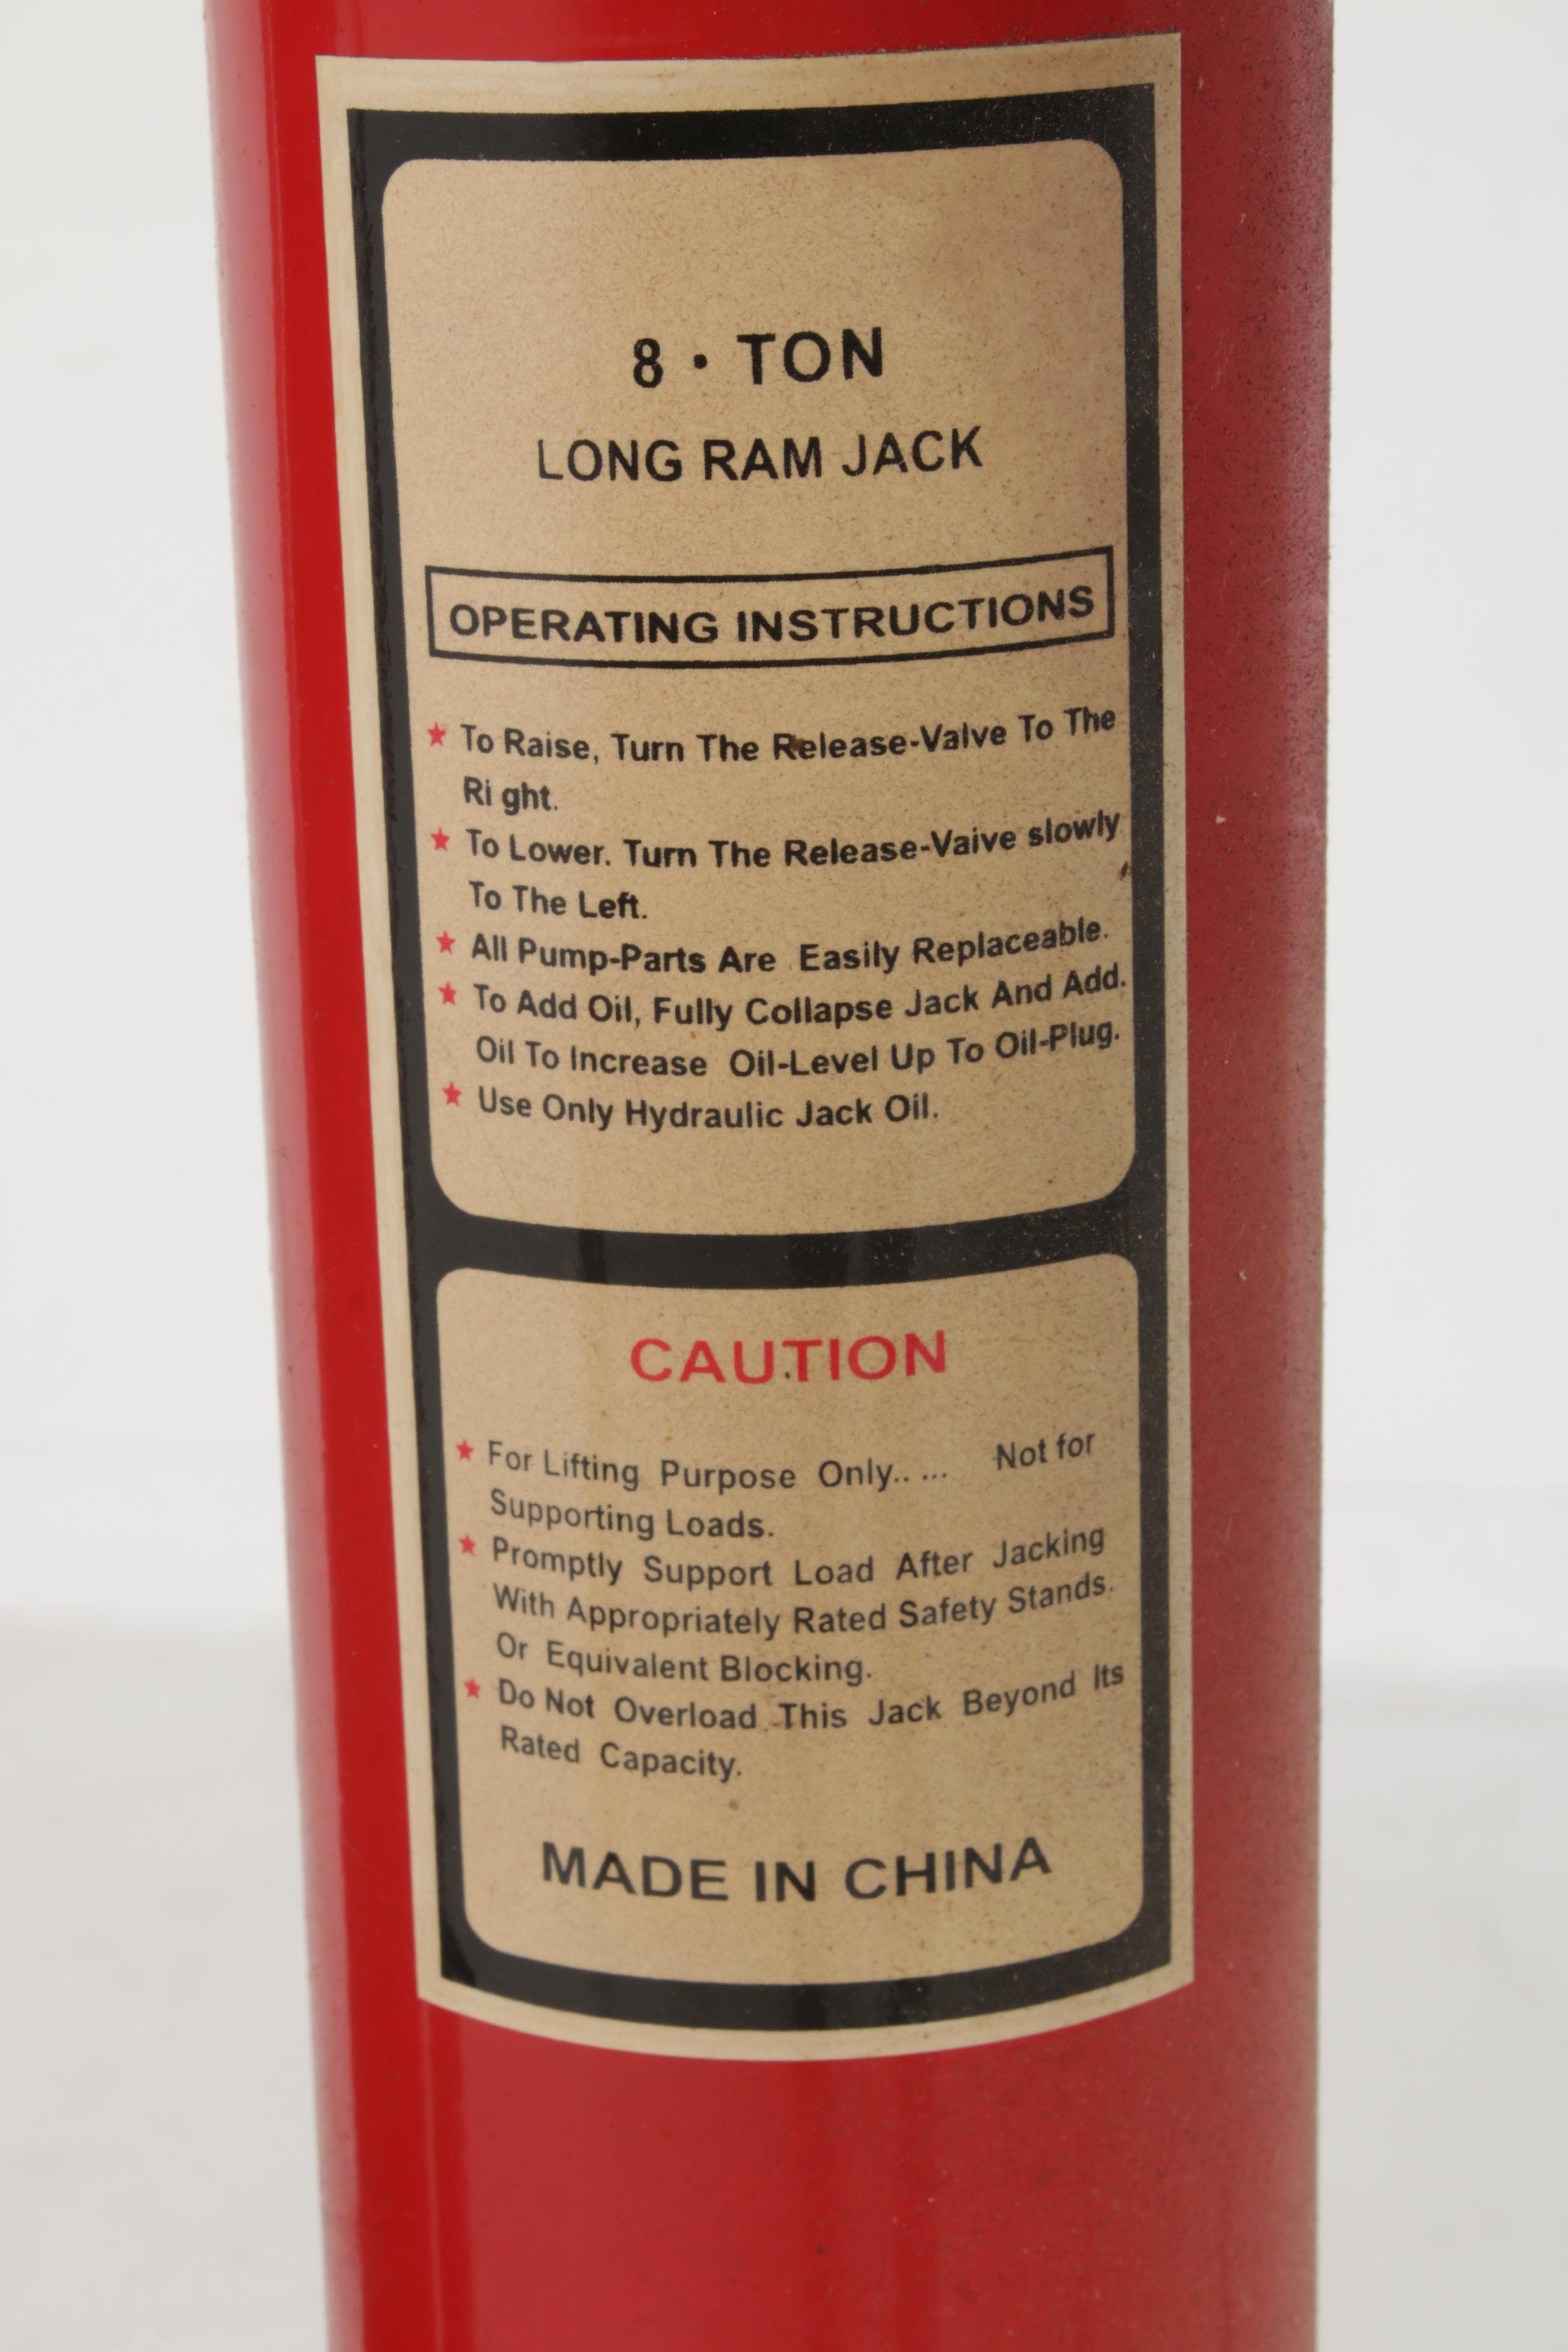 8 · TON
LONG RAM JACK
OPERATING INSTRUCTIONS
★ To Raise, Turn The Release-Valve To The
Ri ght.
★ To Lower. Turn The Release-Vaive slowly
To The Left.
★ All Pump-Parts Are Easily Replaceable.
★ To Add Oil, Fully Collapse Jack And Add.
Oil To Increase Oil-Level Up To Oil-Plug.
★ Use Only Hydraulic Jack Oil.
CAUTION
★ For Lifting Purpose Only.. ... Not for
Supporting Loads.
★ Promptly Support Load After Jacking
With Appropriately Rated Safety Stands.
Or Equivalent Blocking.
★ Do Not Overload This Jack Beyond Its
Rated Capacity.
MADE IN CHINA